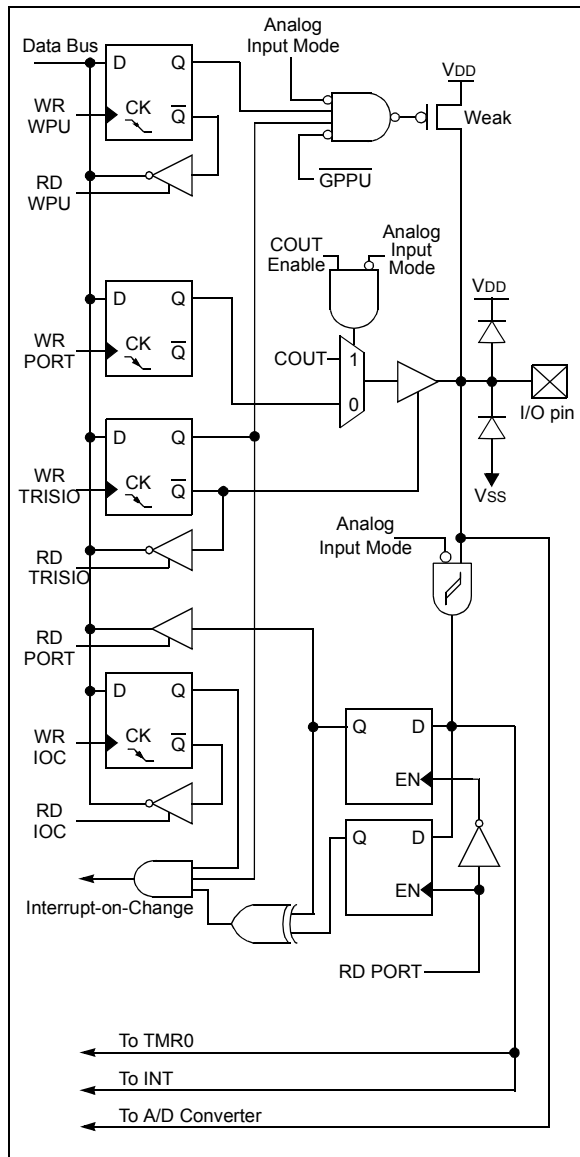 Analog
Input Mode
Data Bus
D Q
VDD
WR
WPU
CK Q
Weak
RD
WPU
GPPU
COUT
Enable
Analog
Input
Mode
D Q
VDD
WR
PORT
CK Q
COUT
1
0
I/O pin
D Q
WR
TRISIO
CK Q
VSS
Analog
Input Mode
RD
TRISIO
RD
PORT
D Q
Q D
WR
IOC
CK Q
EN
RD
IOC
Q D
EN
Interrupt-on-Change
RD PORT
To TMR0
To INT
To A/D Converter